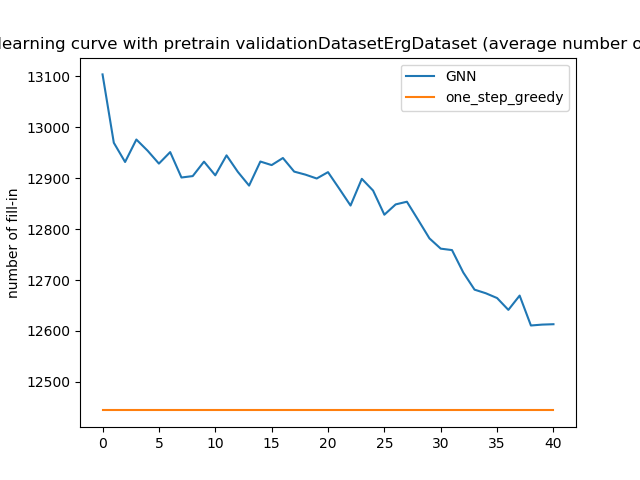 learning curve with pretrain validationDatasetErgDataset (average number o
GNN
one_step_greedy
number of fill-in
13100
13000
12900
12800
12700
12600
12500
0 5 10 15 20 25 30 35 40